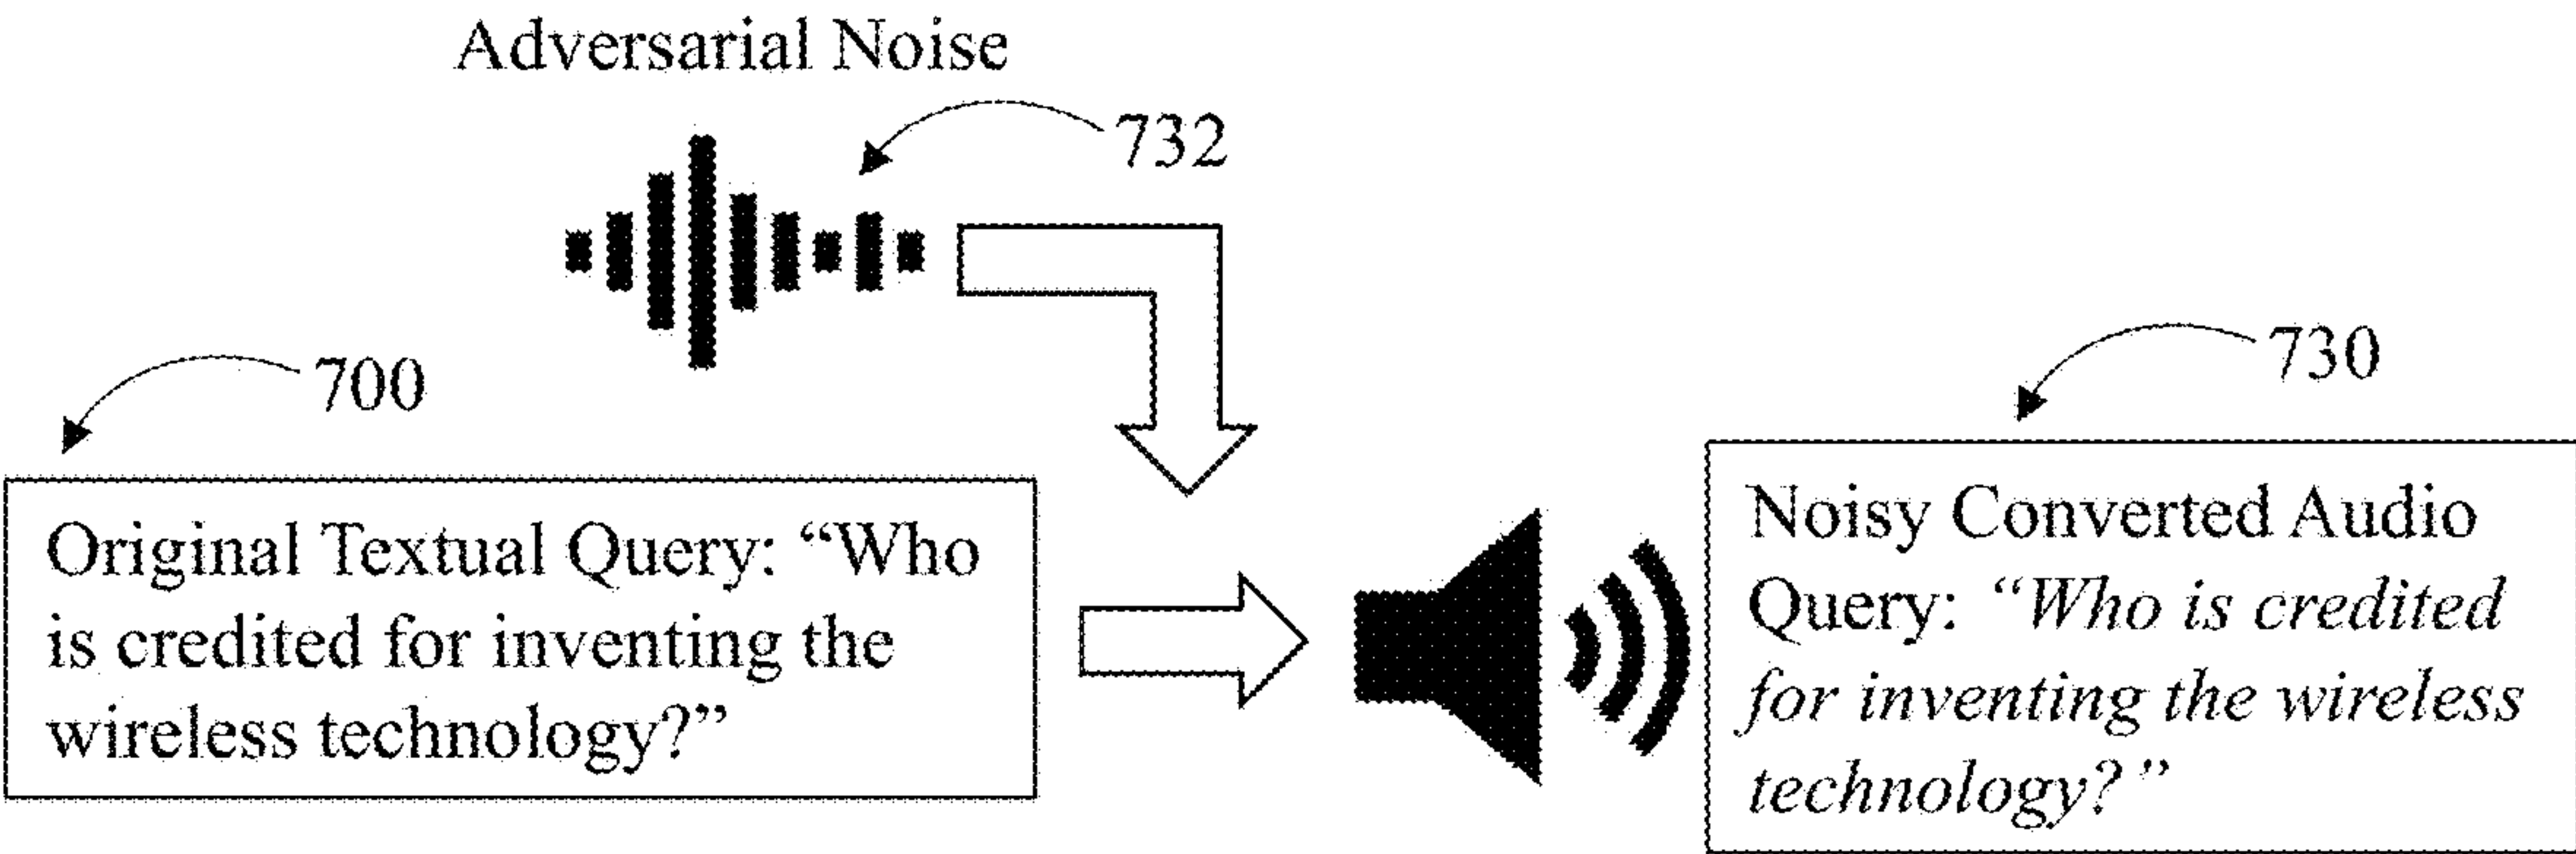 Adversarial Noise
732
700
730
Original Textual Query: “Who
is credited for inventing the
wireless technology?”
Noisy Converted Audio
Query: “Who is credited
for inventing the wireless
technology?”